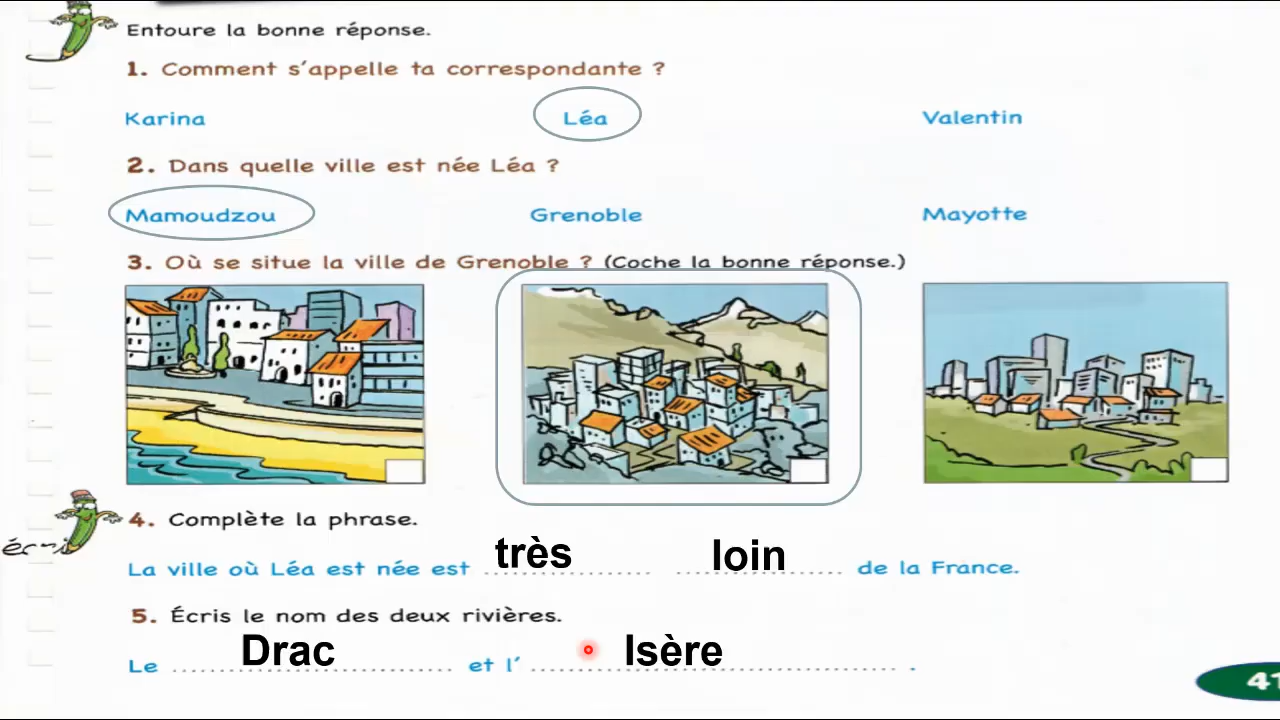 Entoure la bonne réponse.
1. Comment s'appelle ta correspondante ?
Karina Léa Valentin
2. Dans quelle ville est née Léa ?
Mamoudzou Grenoble Mayotte
3. Où se situe la ville de Grenoble ? (Coche la bonne réponse.)
4. Complète la phrase.
La ville où Léa est née est très loin de la France.
5. Écris le nom des deux rivières.
Le Drac et l' Isère .
41